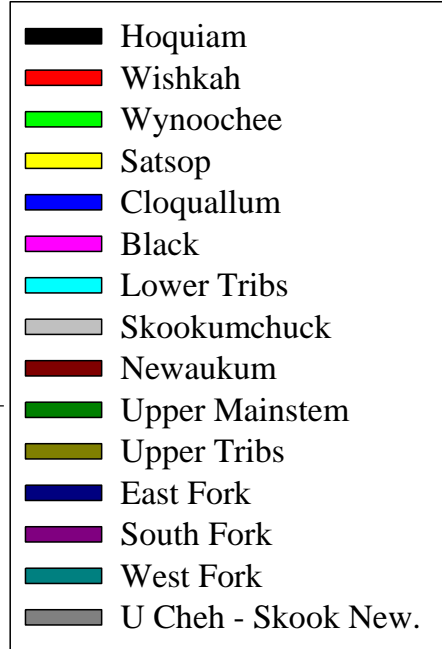 Hoquiam
Wishkah
Wynoochee
Satsop
Cloquallum
Black
Lower Tribs
Skookumchuck
Newaukum
Upper Mainstem
Upper Tribs
East Fork
South Fork
West Fork
U Cheh - Skook New.